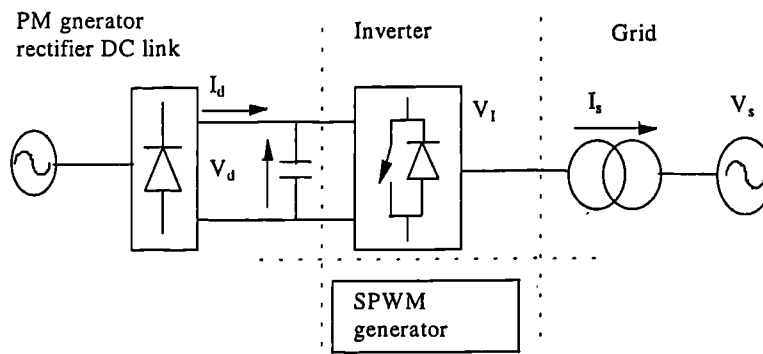 PM gnerator
rectifier DC link
Inverter
Grid
I_d
V_d
V_I
I_s
V_s
SPWM
generator